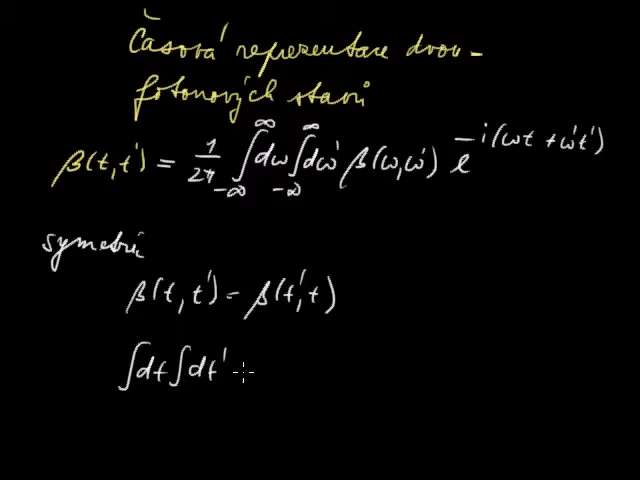 Časová reprezentace dvou-
fotonových stavů
β(t,t') = 1/2π ∫_{-∞}^{∞} dω ∫_{-∞}^{∞} dω' β(ω,ω') e^{-i(ωt + ω't')}
symetrie
β(t,t') = β(t',t)
∫dt ∫dt'